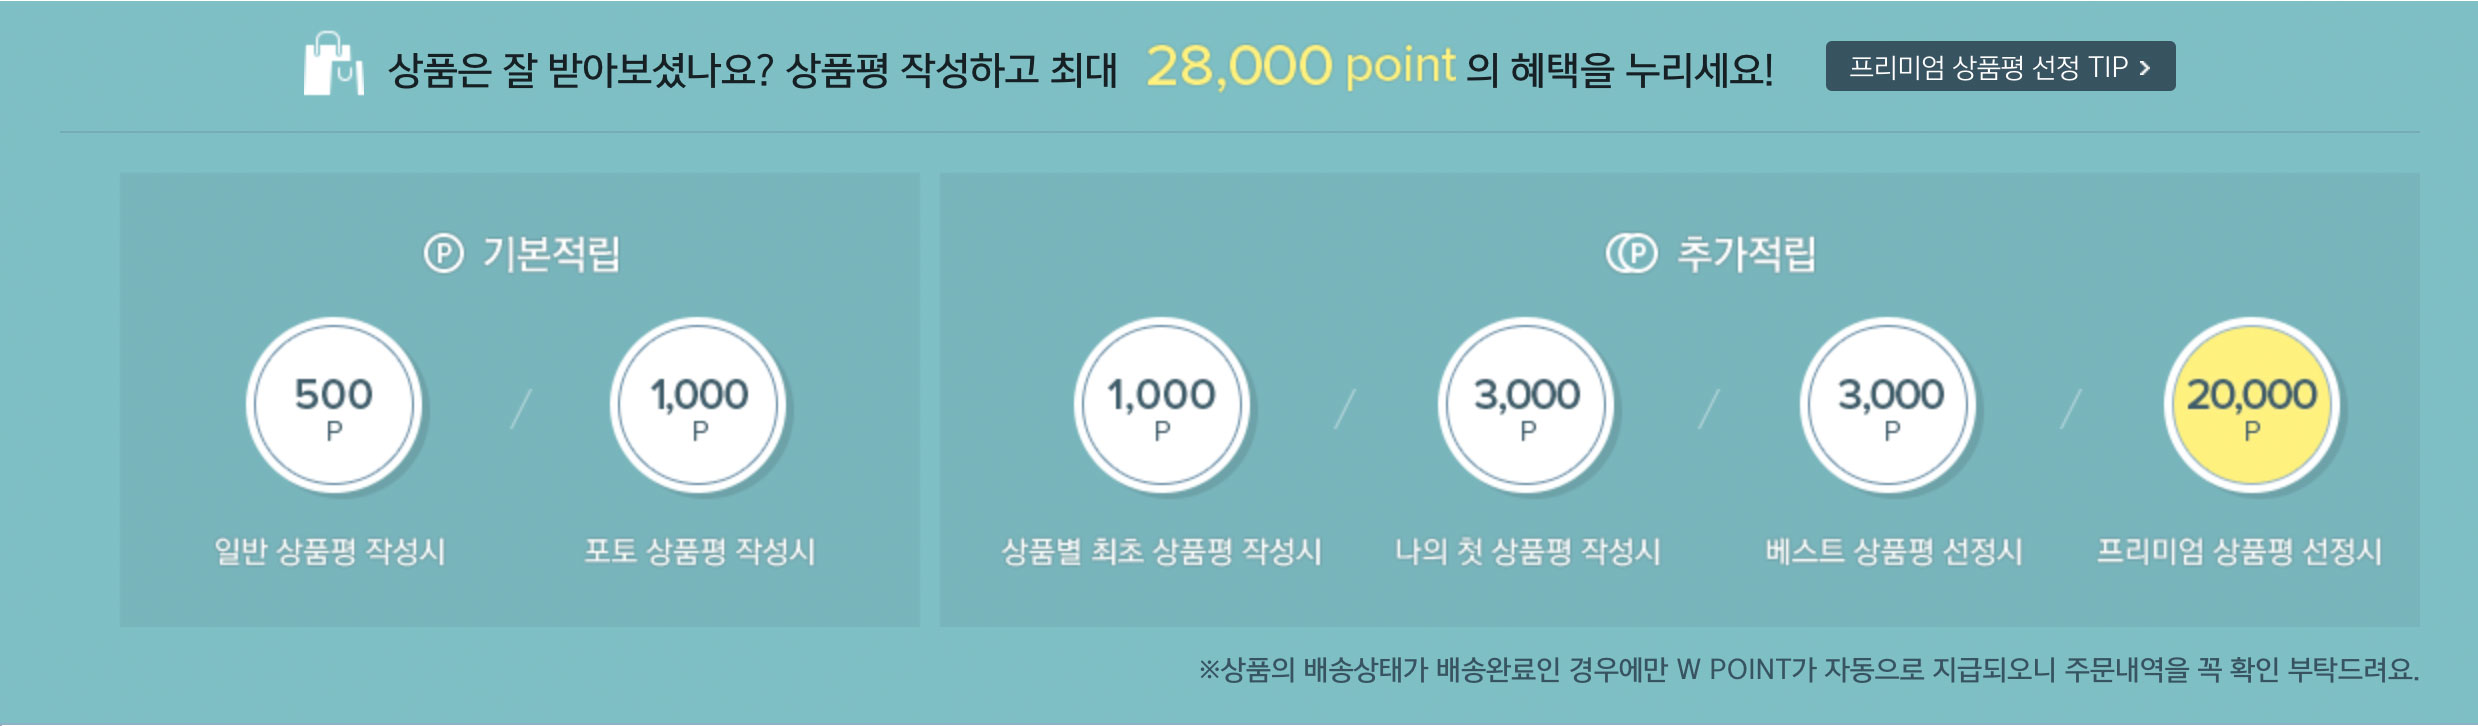 상품은 잘 받아보셨나요? 상품평 작성하고 최대 28,000 point 의 혜택을 누리세요!
프리미엄 상품평 선정 TIP >
P 기본적립
500
P
일반 상품평 작성시
/
1,000
P
포토 상품평 작성시
P 추가적립
1,000
P
상품별 최초 상품평 작성시
/
3,000
P
나의 첫 상품평 작성시
/
3,000
P
베스트 상품평 선정시
/
20,000
P
프리미엄 상품평 선정시
※상품의 배송상태가 배송완료인 경우에만 W POINT가 자동으로 지급되오니 주문내역을 꼭 확인 부탁드려요.